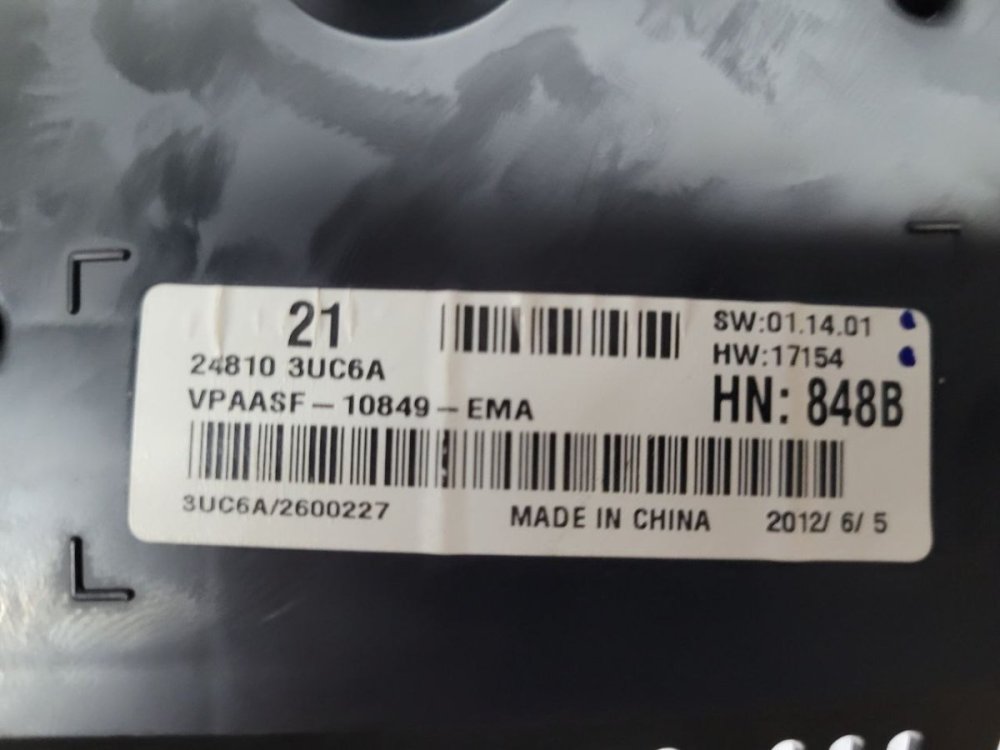 21
24810 3UC6A
VPAASF-10849-EMA
SW:01.14.01
HW:17154
HN: 848B
3UC6A/2600227
MADE IN CHINA
2012/ 6/ 5